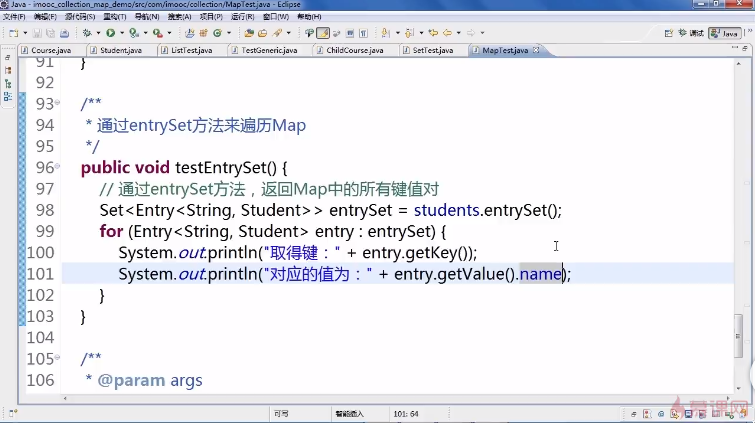 Java - imooc_collection_map_demo/src/com/imooc/collection/MapTest.java - Eclipse
文件(F) 编辑(E) 源代码(S) 重构(T) 导航(N) 搜索(A) 项目(P) 运行(R) 窗口(W) 帮助(H)
调试 Java
Course.java Student.java ListTest.java TestGeneric.java ChildCourse.java SetTest.java MapTest.java
91 }
92
93 /**
94 * 通过entrySet方法来遍历Map
95 */
96 public void testEntrySet() {
97 // 通过entrySet方法，返回Map中的所有键值对
98 Set<Entry<String, Student>> entrySet = students.entrySet();
99 for (Entry<String, Student> entry : entrySet) {
100 System.out.println("取得键：" + entry.getKey());
101 System.out.println("对应的值为：" + entry.getValue().name);
102 }
103 }
104
105 /**
106 * @param args
可写 智能插入 101: 64
慕课网